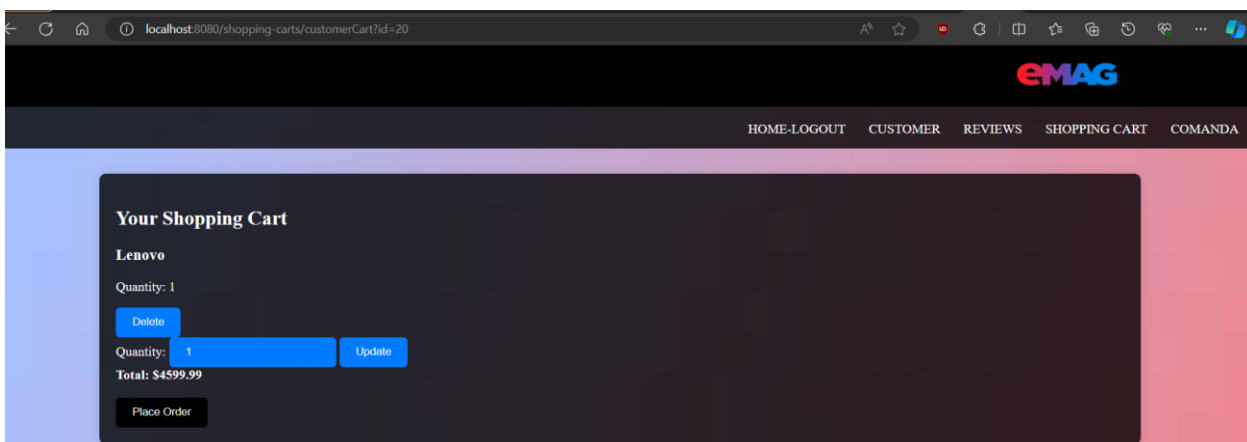 localhost:8080/shopping-carts/customerCart?id=20
eMAG
HOME-LOGOUT CUSTOMER REVIEWS SHOPPING CART COMANDA
Your Shopping Cart
Lenovo
Quantity: 1
Delete
Quantity: 1 Update
Total: $4599.99
Place Order